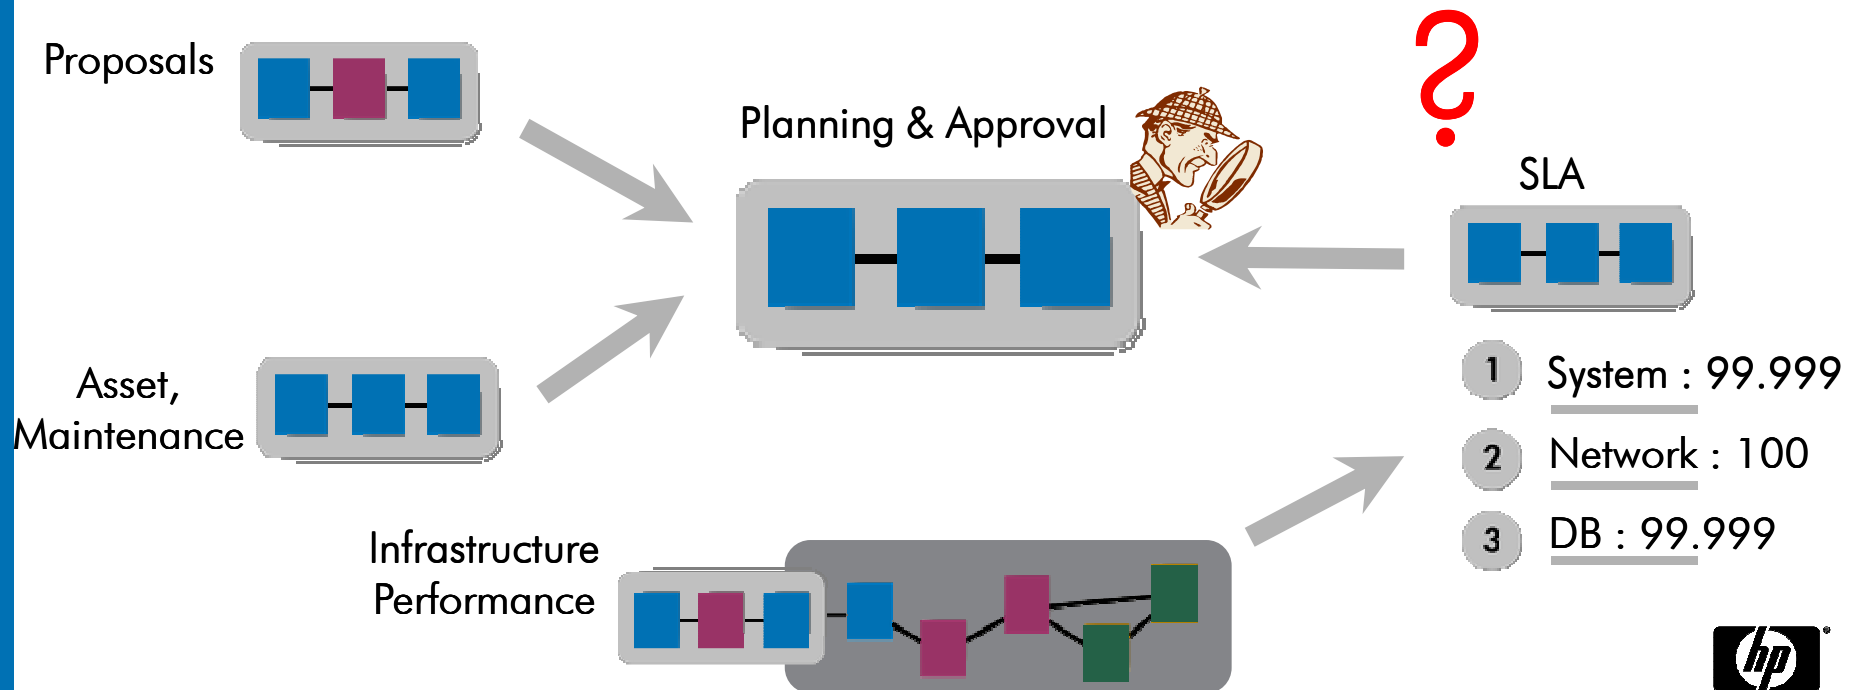 Proposals
Planning & Approval
?
SLA
Asset,
Maintenance
1 System : 99.999
2 Network : 100
3 DB : 99.999
Infrastructure
Performance
hp